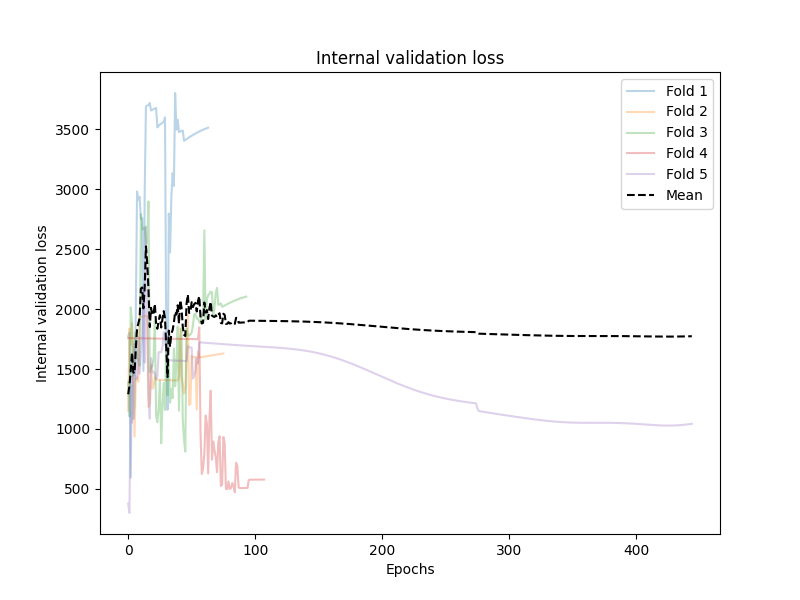 Internal validation loss
Fold 1
Fold 2
Fold 3
Fold 4
Fold 5
Mean
3500
3000
2500
2000
1500
1000
500
Internal validation loss
0 100 200 300 400
Epochs